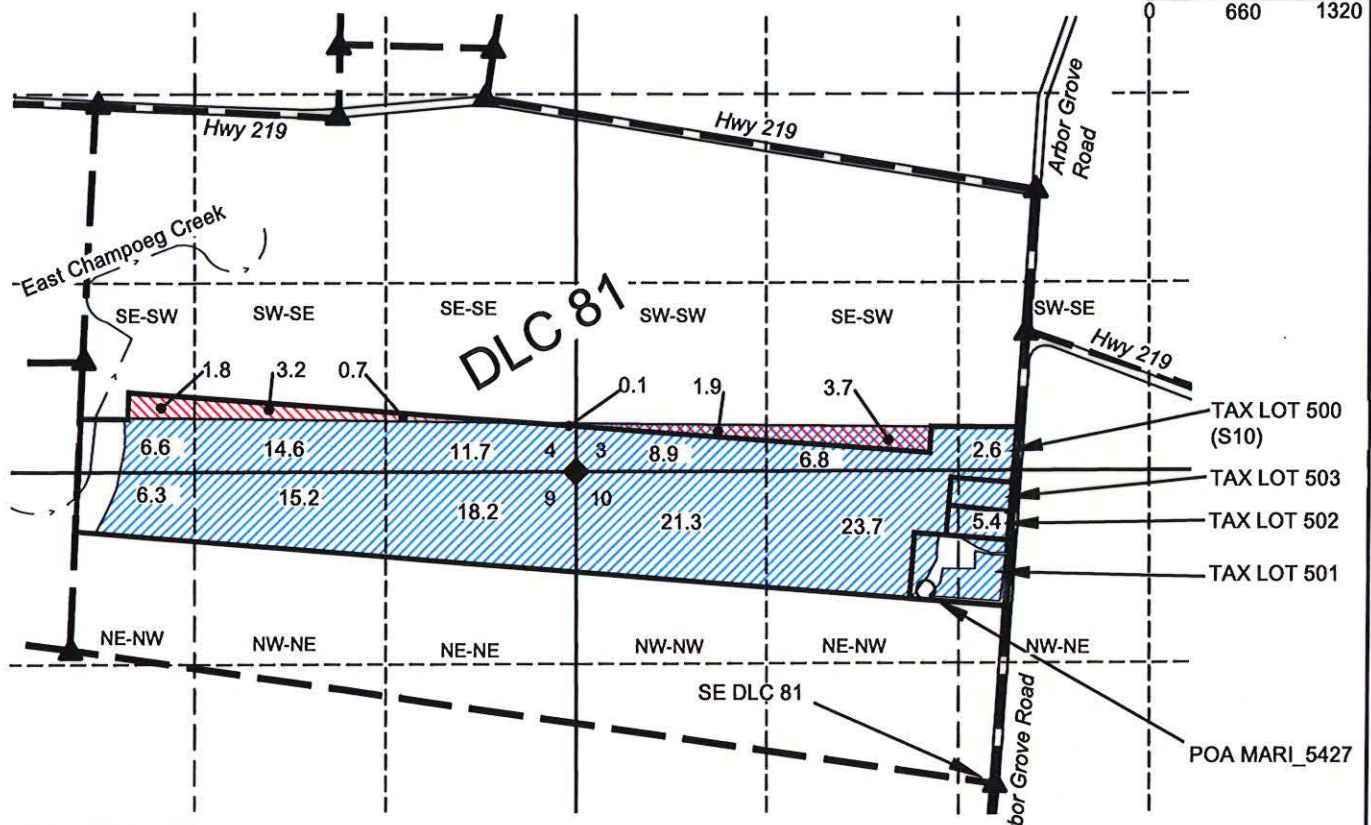 0 660 1320
Arbor Grove
Road
Hwy 219
Hwy 219
East Champoeg Creek
SE-SW SW-SE SE-SE SW-SW SE-SW SW-SE
DLC 81
Hwy 219
1.8 3.2 0.7 0.1 1.9 3.7
TAX LOT 500
(S10)
6.6 14.6 11.7 4 3 8.9 6.8 2.6
TAX LOT 503
6.3 15.2 18.2 9 10 21.3 23.7 5.4
TAX LOT 502
TAX LOT 501
NE-NW NW-NE NE-NE NW-NW NE-NW NW-NE
SE DLC 81
POA MARI_5427
bor Grove Road